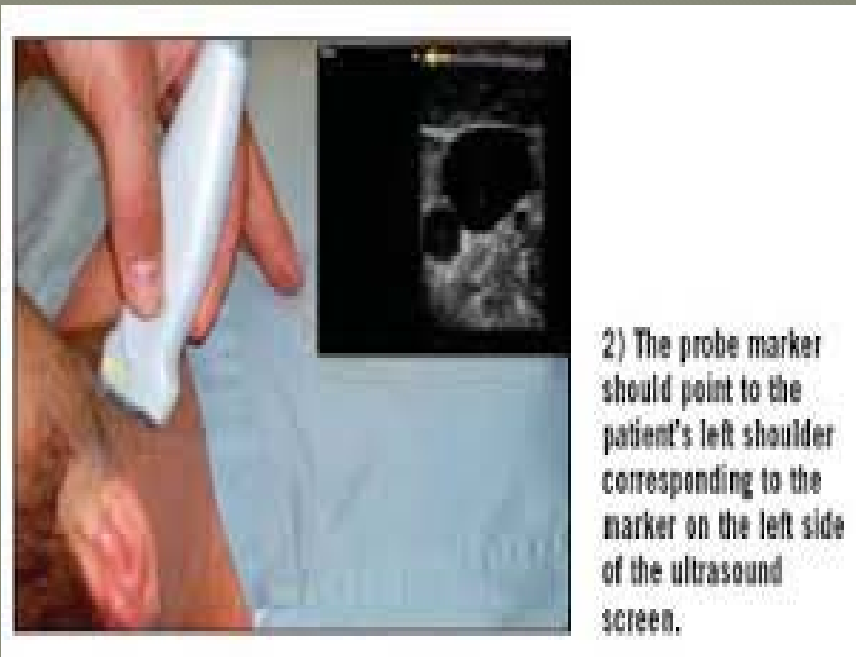 2) The probe marker
should point to the
patient's left shoulder
corresponding to the
marker on the left side
of the ultrasound
screen.